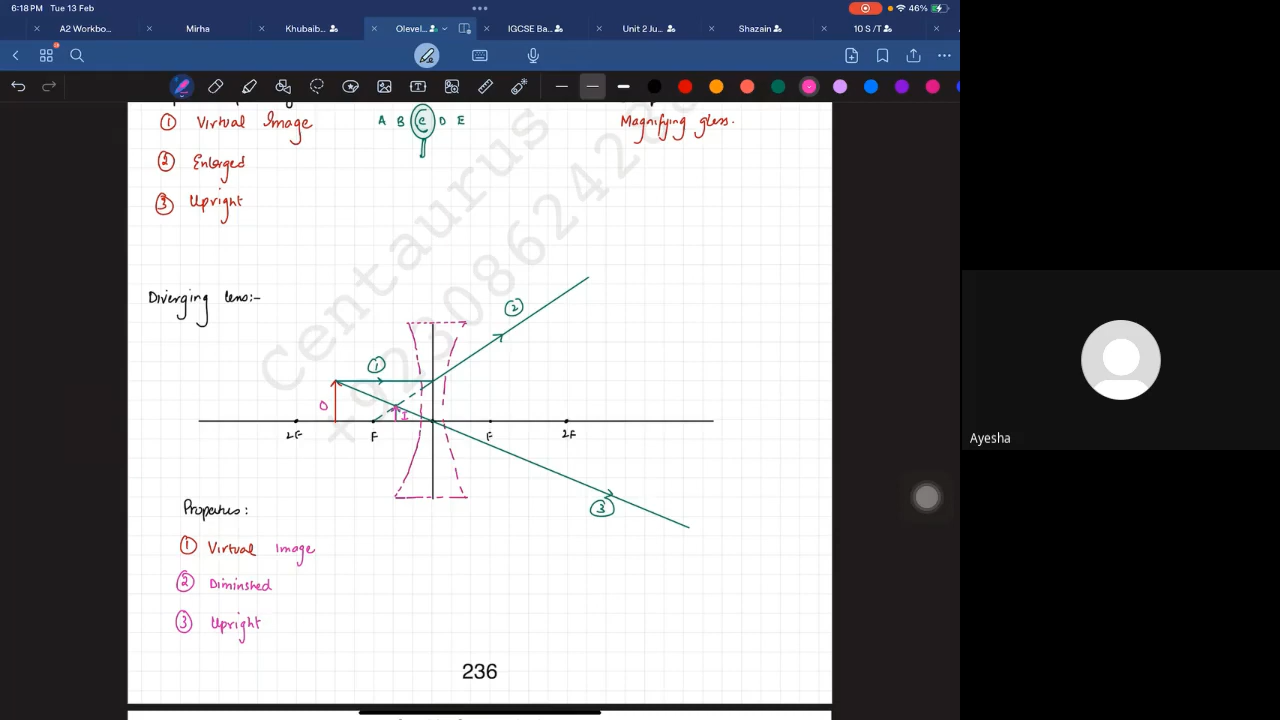 6:18 PM Tue 13 Feb
46%
A2 Workbo...
Mirha
Khubaib...
Olevel...
IGCSE Ba...
Unit 2 Ju...
Shazain...
10 S /T...
① Virtual Image
A B C D E
Magnifying glass.
② Enlarged
③ Upright
Centaurus
Diverging lens:-
②
①
O
I
2F
F
F
2F
③
Properties:
① Virtual Image
② Diminshed
③ Upright
236
Ayesha